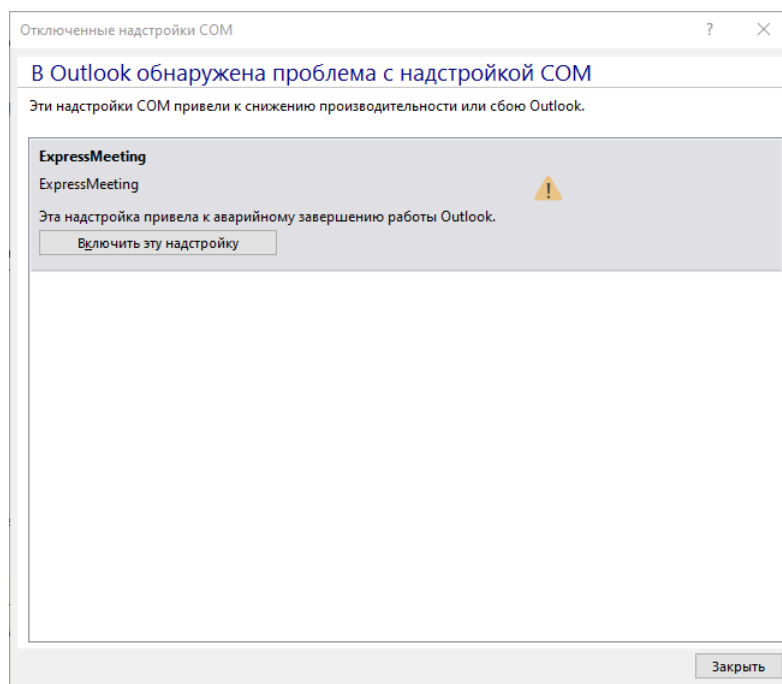 Отключенные надстройки COM
В Outlook обнаружена проблема с надстройкой COM
Эти надстройки COM привели к снижению производительности или сбою Outlook.
ExpressMeeting
ExpressMeeting
Эта надстройка привела к аварийному завершению работы Outlook.
Включить эту надстройку
Закрыть